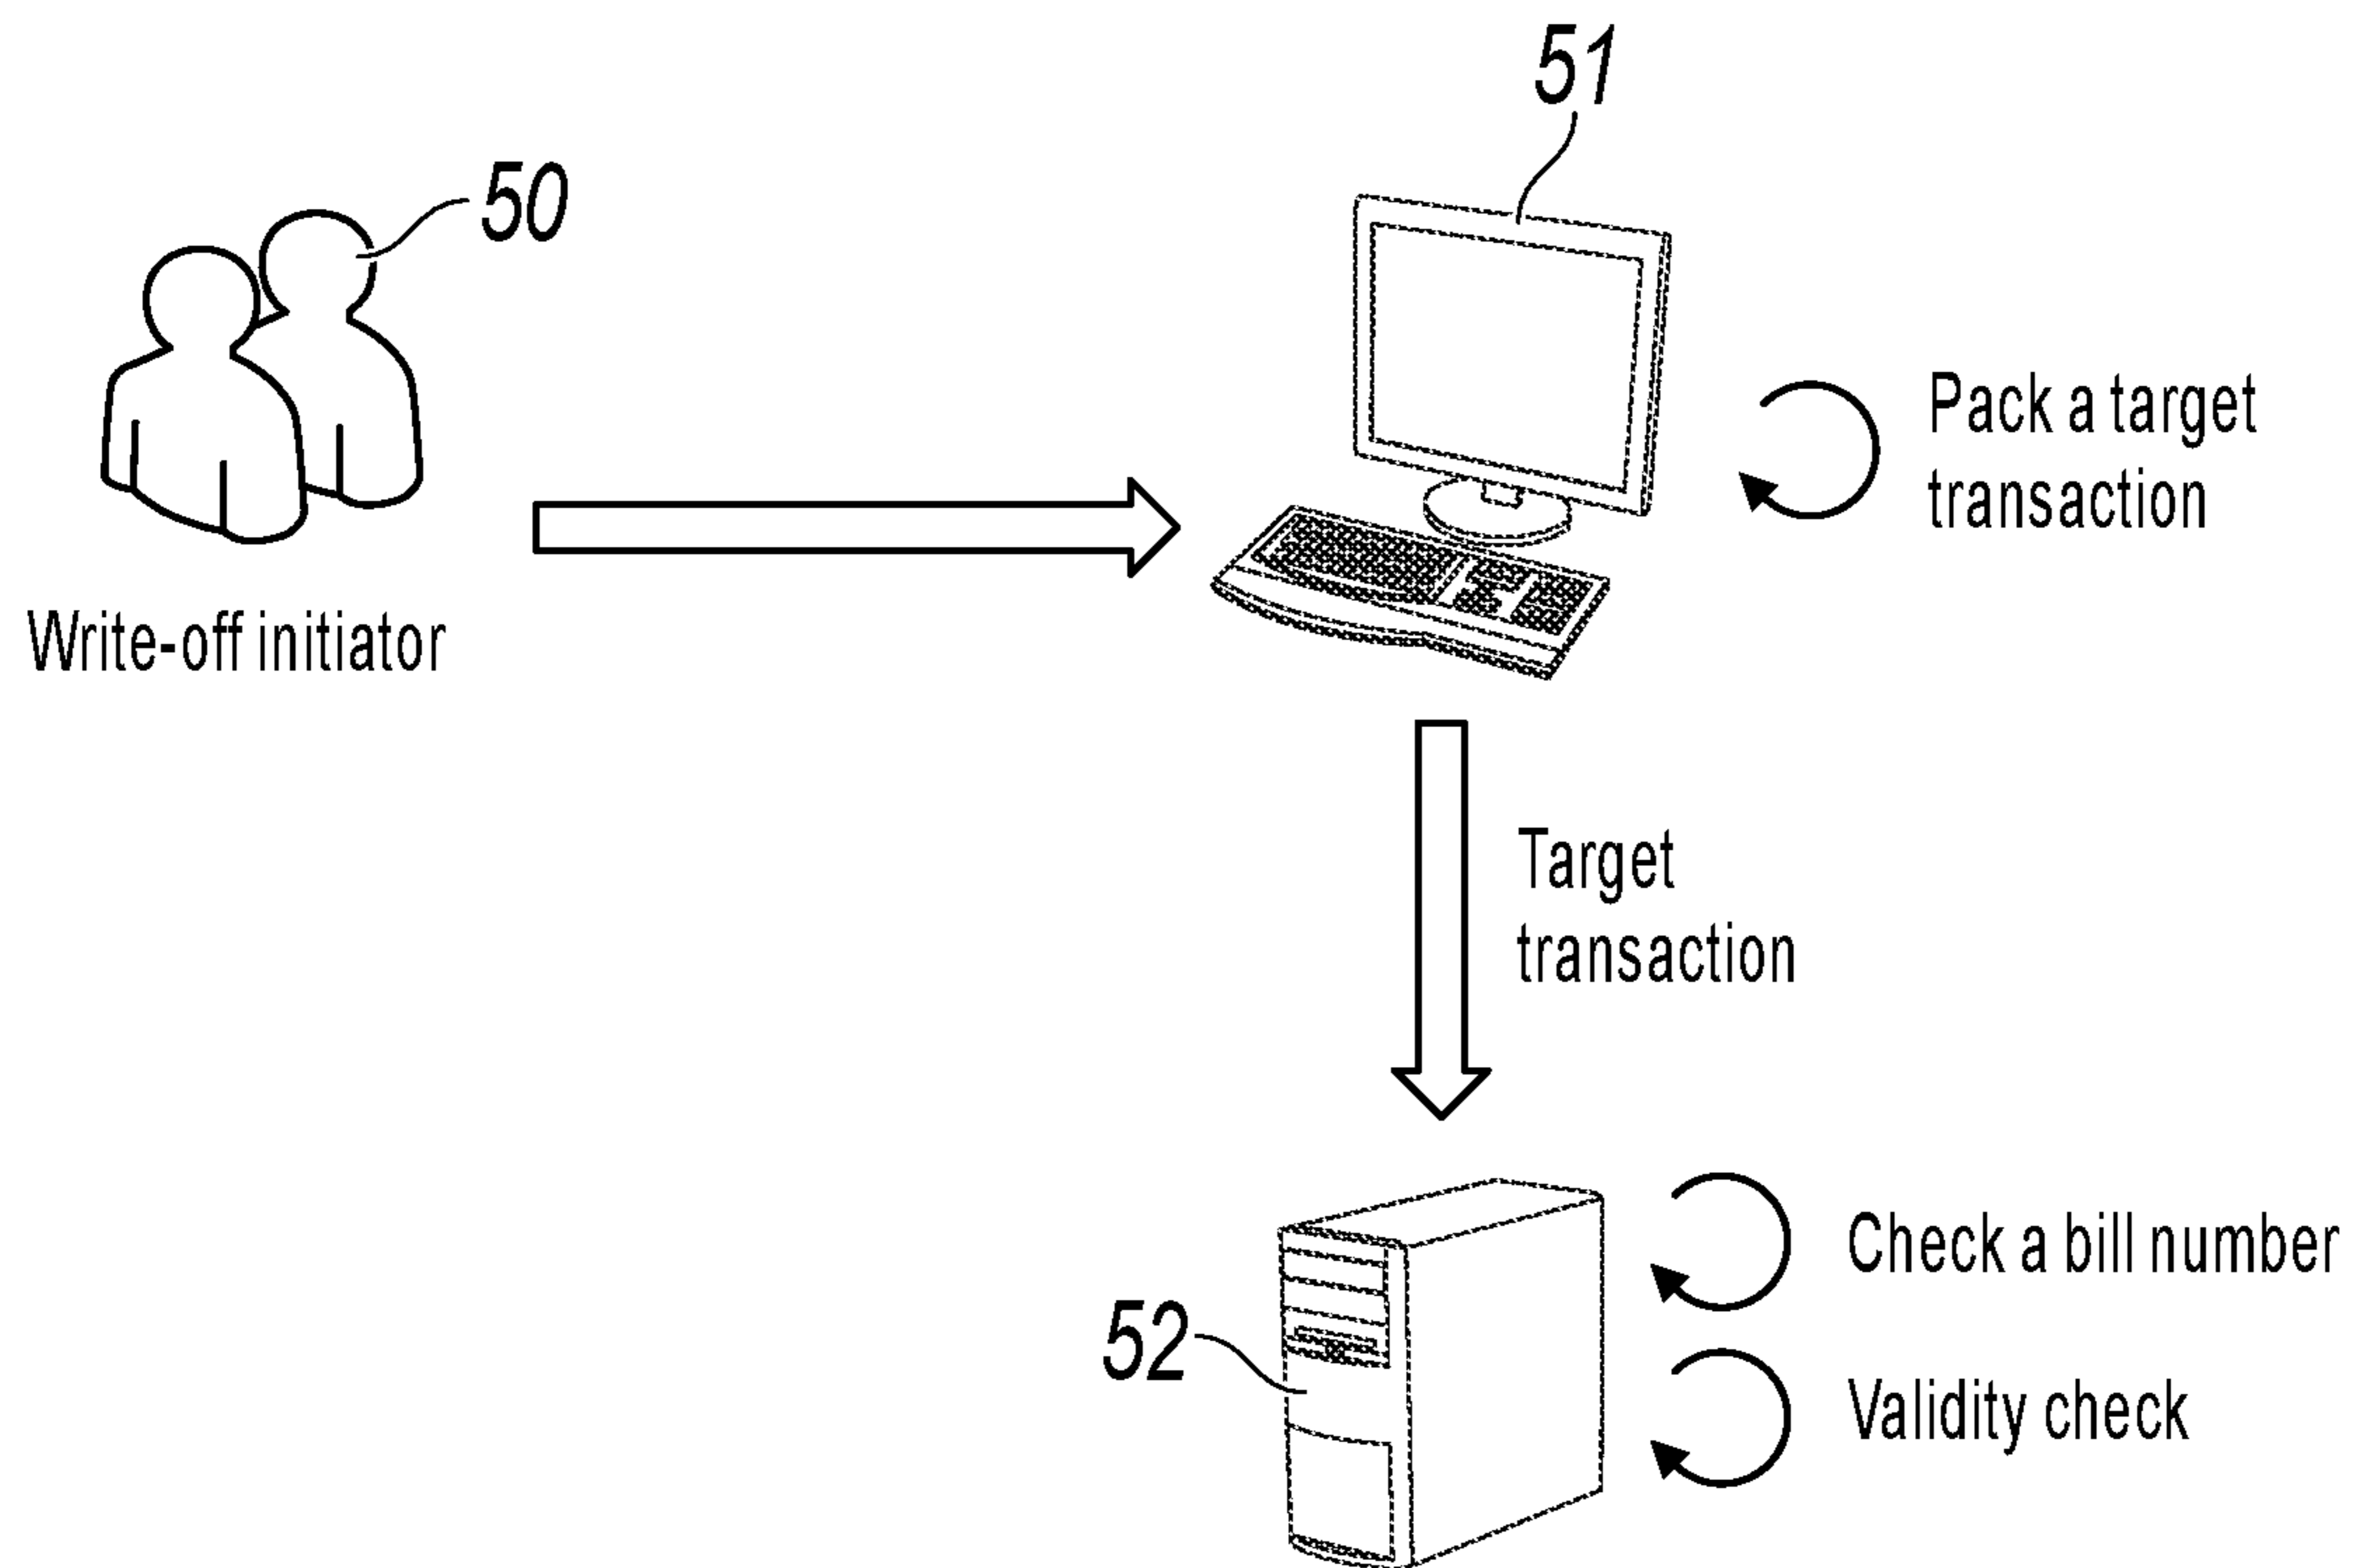 51
50
Pack a target
transaction
Write-off initiator
Target
transaction
Check a bill number
52
Validity check